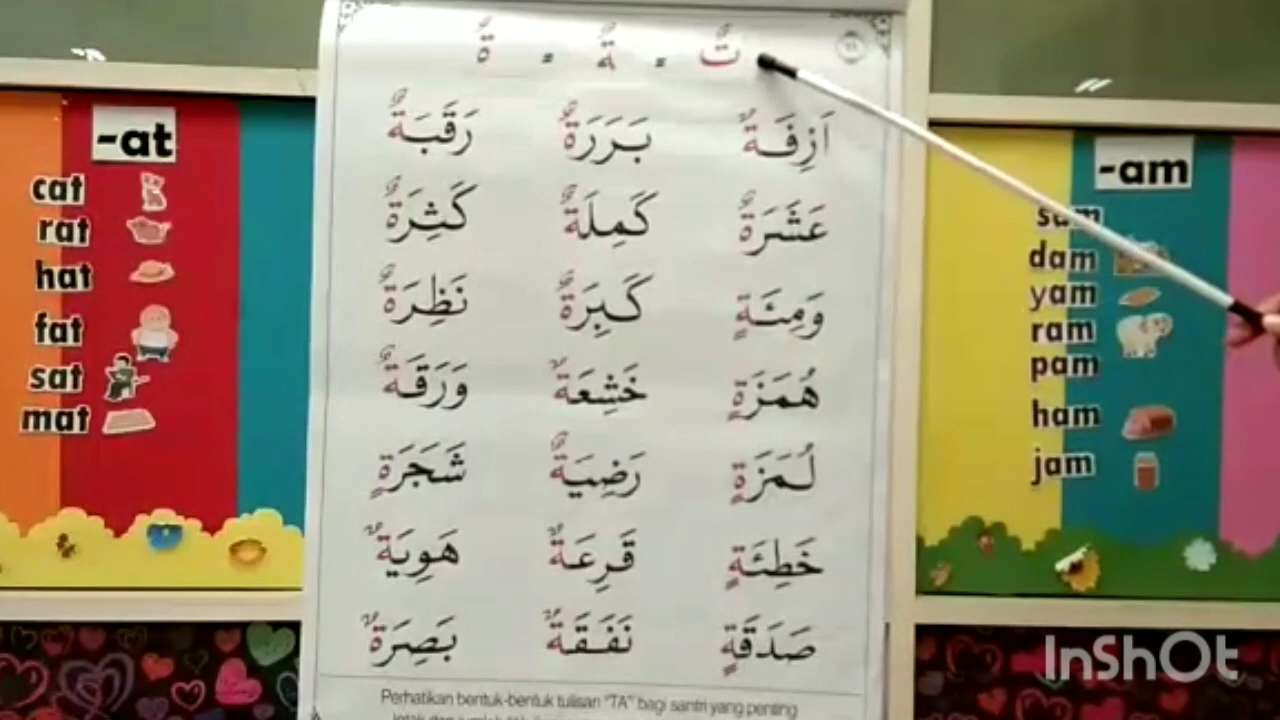 تٌ = ـةٌ = ةٌ
اَزِفَةٌ بَرَرَةٌ رَقَبَةٌ
عَشَرَةٌ كَمِلَةٌ كَثِرَةٌ
وَمِئَةٍ كَبِرَةٌ نَظِرَةٌ
هُمَزَةٍ خَشِعَةٌ وَرَقَةٌ
لُمَزَةٍ رَضِيَةٌ شَجَرَةٍ
خَطِئَةٍ قَرِعَةٌ هَوِيَةٌ
صَدَقَةٍ نَفَقَةٌ بَصِرَةٌ
Perhatikan bentuk-bentuk tulisan "TA" bagi santri yang penting
-at
cat
rat
hat
fat
sat
mat
-am
sam
dam
yam
ram
pam
ham
jam
InShOt